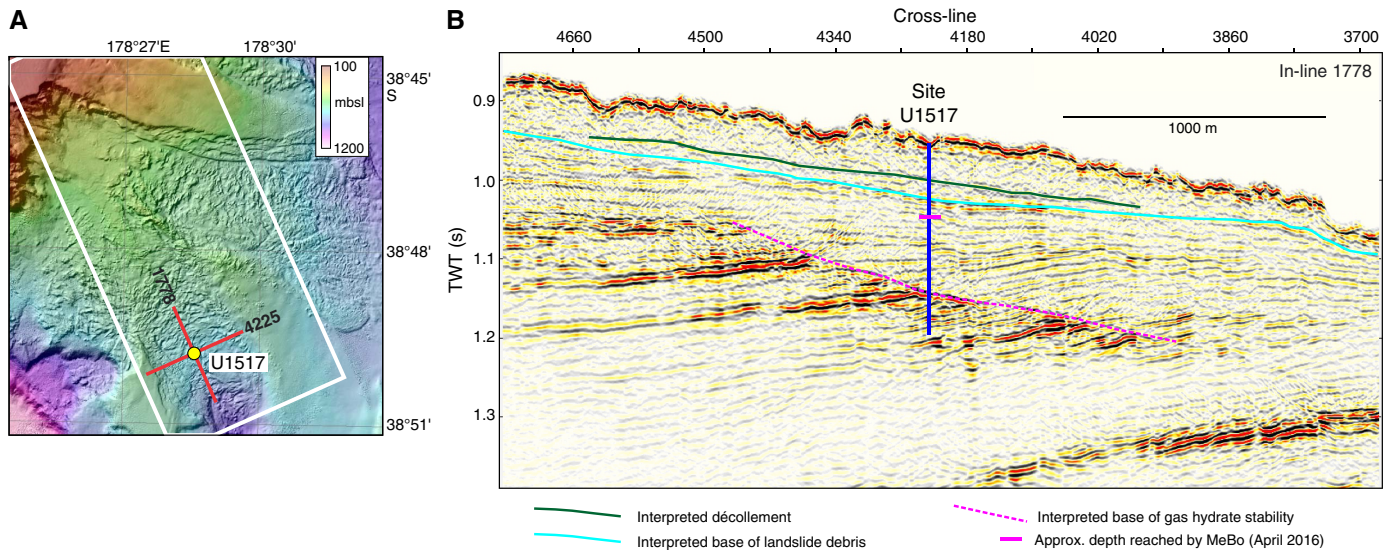 A
178°27'E 178°30'
100
mbsl
1200
38°45'
S
38°48'
38°51'
1778
4225
U1517
B
Cross-line
4660 4500 4340 4180 4020 3860 3700
In-line 1778
Site
U1517
1000 m
TWT (s)
0.9
1.0
1.1
1.2
1.3
Interpreted décollement
Interpreted base of landslide debris
Interpreted base of gas hydrate stability
Approx. depth reached by MeBo (April 2016)